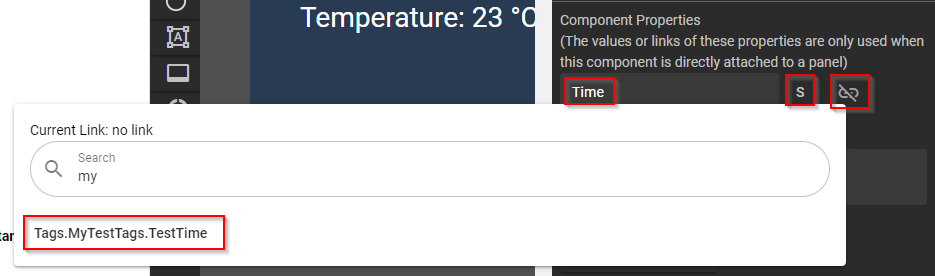 Temperature: 23 °C
Component Properties
(The values or links of these properties are only used when
this component is directly attached to a panel)
A
Time
S
Current Link: no link
Search
my
Tags.MyTestTags.TestTime
tar